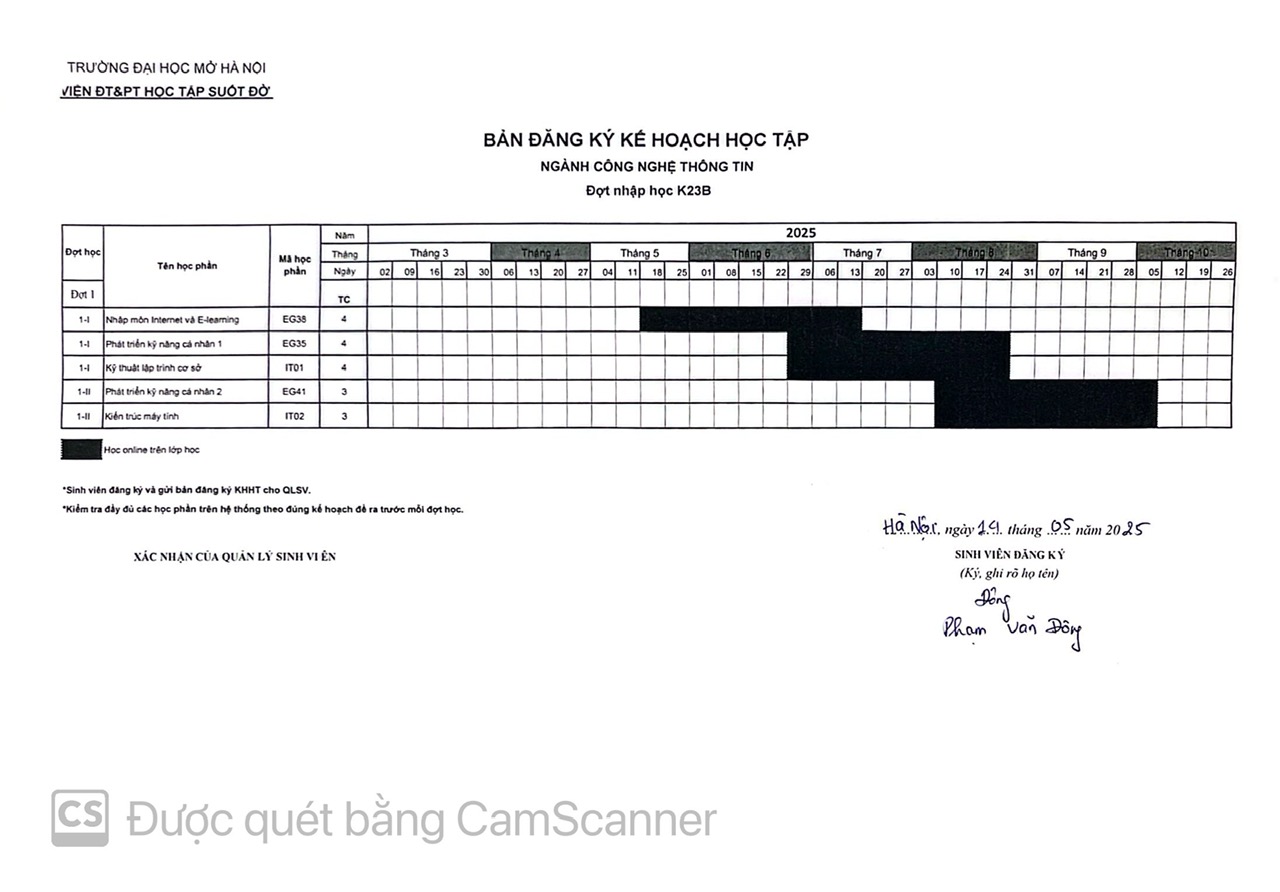 TRƯỜNG ĐẠI HỌC MỞ HÀ NỘI
VIỆN ĐT&PT HỌC TẬP SUỐT ĐỜ
BẢN ĐĂNG KÝ KẾ HOẠCH HỌC TẬP
NGÀNH CÔNG NGHỆ THÔNG TIN
Đợt nhập học K23B
Đợt học Tên học phần Mã học phần Năm 2025
Tháng Tháng 3 Tháng 4 Tháng 5 Tháng 6 Tháng 7 Tháng 8 Tháng 9 Tháng 10
Ngày 02 09 16 23 30 06 13 20 27 04 11 18 25 01 08 15 22 29 06 13 20 27 03 10 17 24 31 07 14 21 28 05 12 19 26
Đợt 1 TC
1-I Nhập môn Internet và E-learning EG38 4
1-I Phát triển kỹ năng cá nhân 1 EG35 4
1-I Kỹ thuật lập trình cơ sở IT01 4
1-II Phát triển kỹ năng cá nhân 2 EG41 3
1-II Kiến trúc máy tính IT02 3
Học online trên lớp học
*Sinh viên đăng ký và gửi bản đăng ký KHHT cho QLSV.
*Kiểm tra đầy đủ các học phần trên hệ thống theo đúng kế hoạch đề ra trước mỗi đợt học.
Hà Nội, ngày 19 tháng 05 năm 2025
XÁC NHẬN CỦA QUẢN LÝ SINH VIÊN
SINH VIÊN ĐĂNG KÝ
(Ký, ghi rõ họ tên)
Đông
Phạm Văn Đông
CS Được quét bằng CamScanner